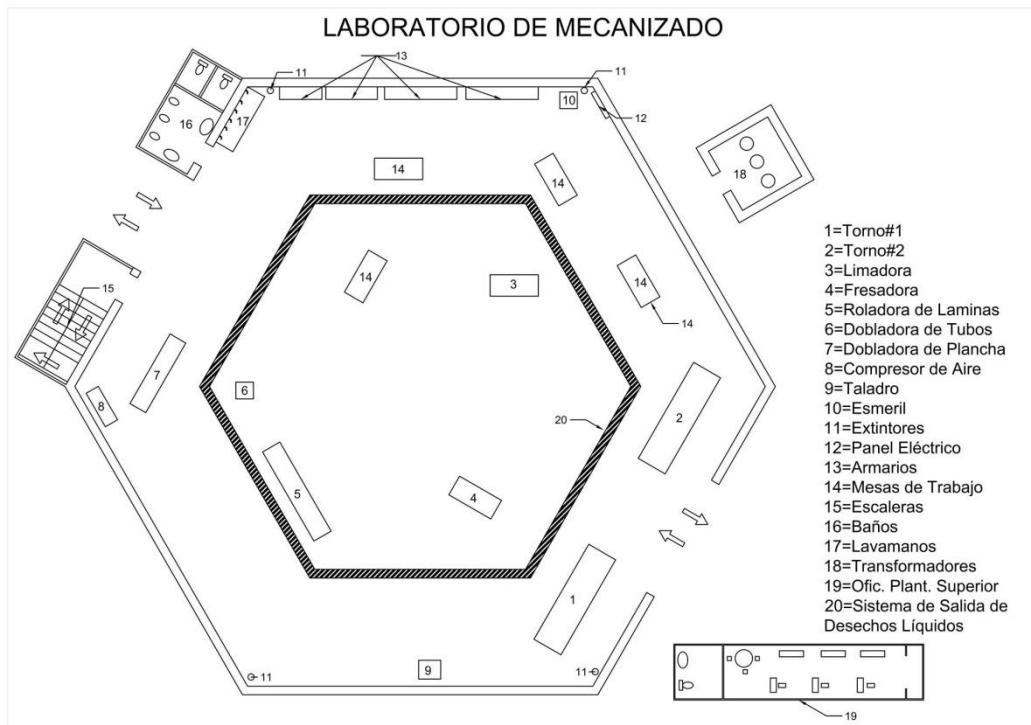 LABORATORIO DE MECANIZADO
13
11
11
10
12
16
17
14
14
18
14
3
14
14
15
7
6
8
20
2
5
4
1
9
11
11
19
1=Torno#1
2=Torno#2
3=Limadora
4=Fresadora
5=Roladora de Laminas
6=Dobladora de Tubos
7=Dobladora de Plancha
8=Compresor de Aire
9=Taladro
10=Esmeril
11=Extintores
12=Panel Eléctrico
13=Armarios
14=Mesas de Trabajo
15=Escaleras
16=Baños
17=Lavamanos
18=Transformadores
19=Ofic. Plant. Superior
20=Sistema de Salida de
Desechos Líquidos